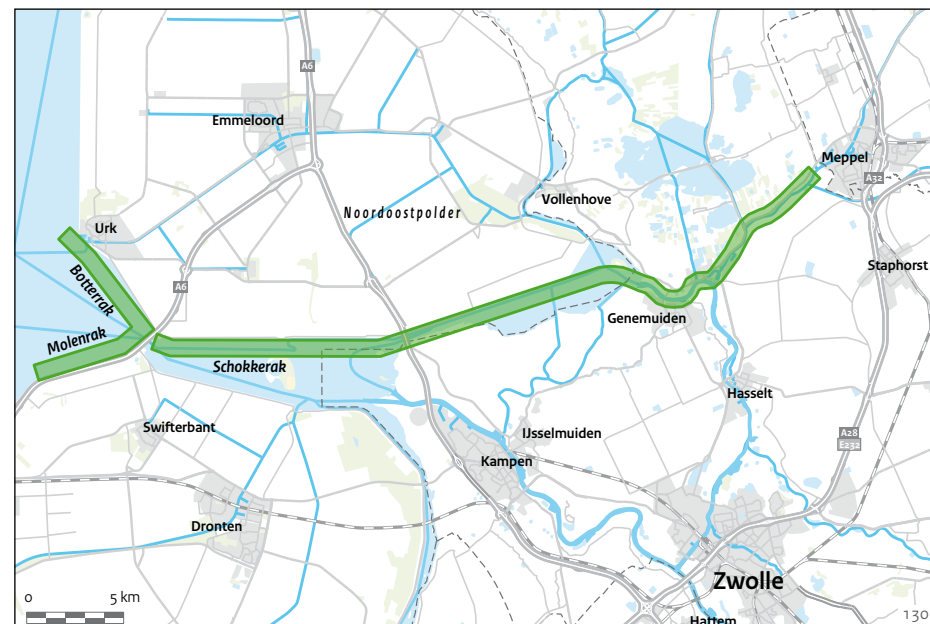 A6
Emmeloord
Meppel
A32
Vollenhove
Noordoostpolder
Urk
Staphorst
Botterrak
A6
Genemuiden
Molenrak
Schokkerak
Hasselt
Swifterbant
IJsselmuiden
A28
E232
Kampen
Dronten
Zwolle
0 5 km
130
Hattem